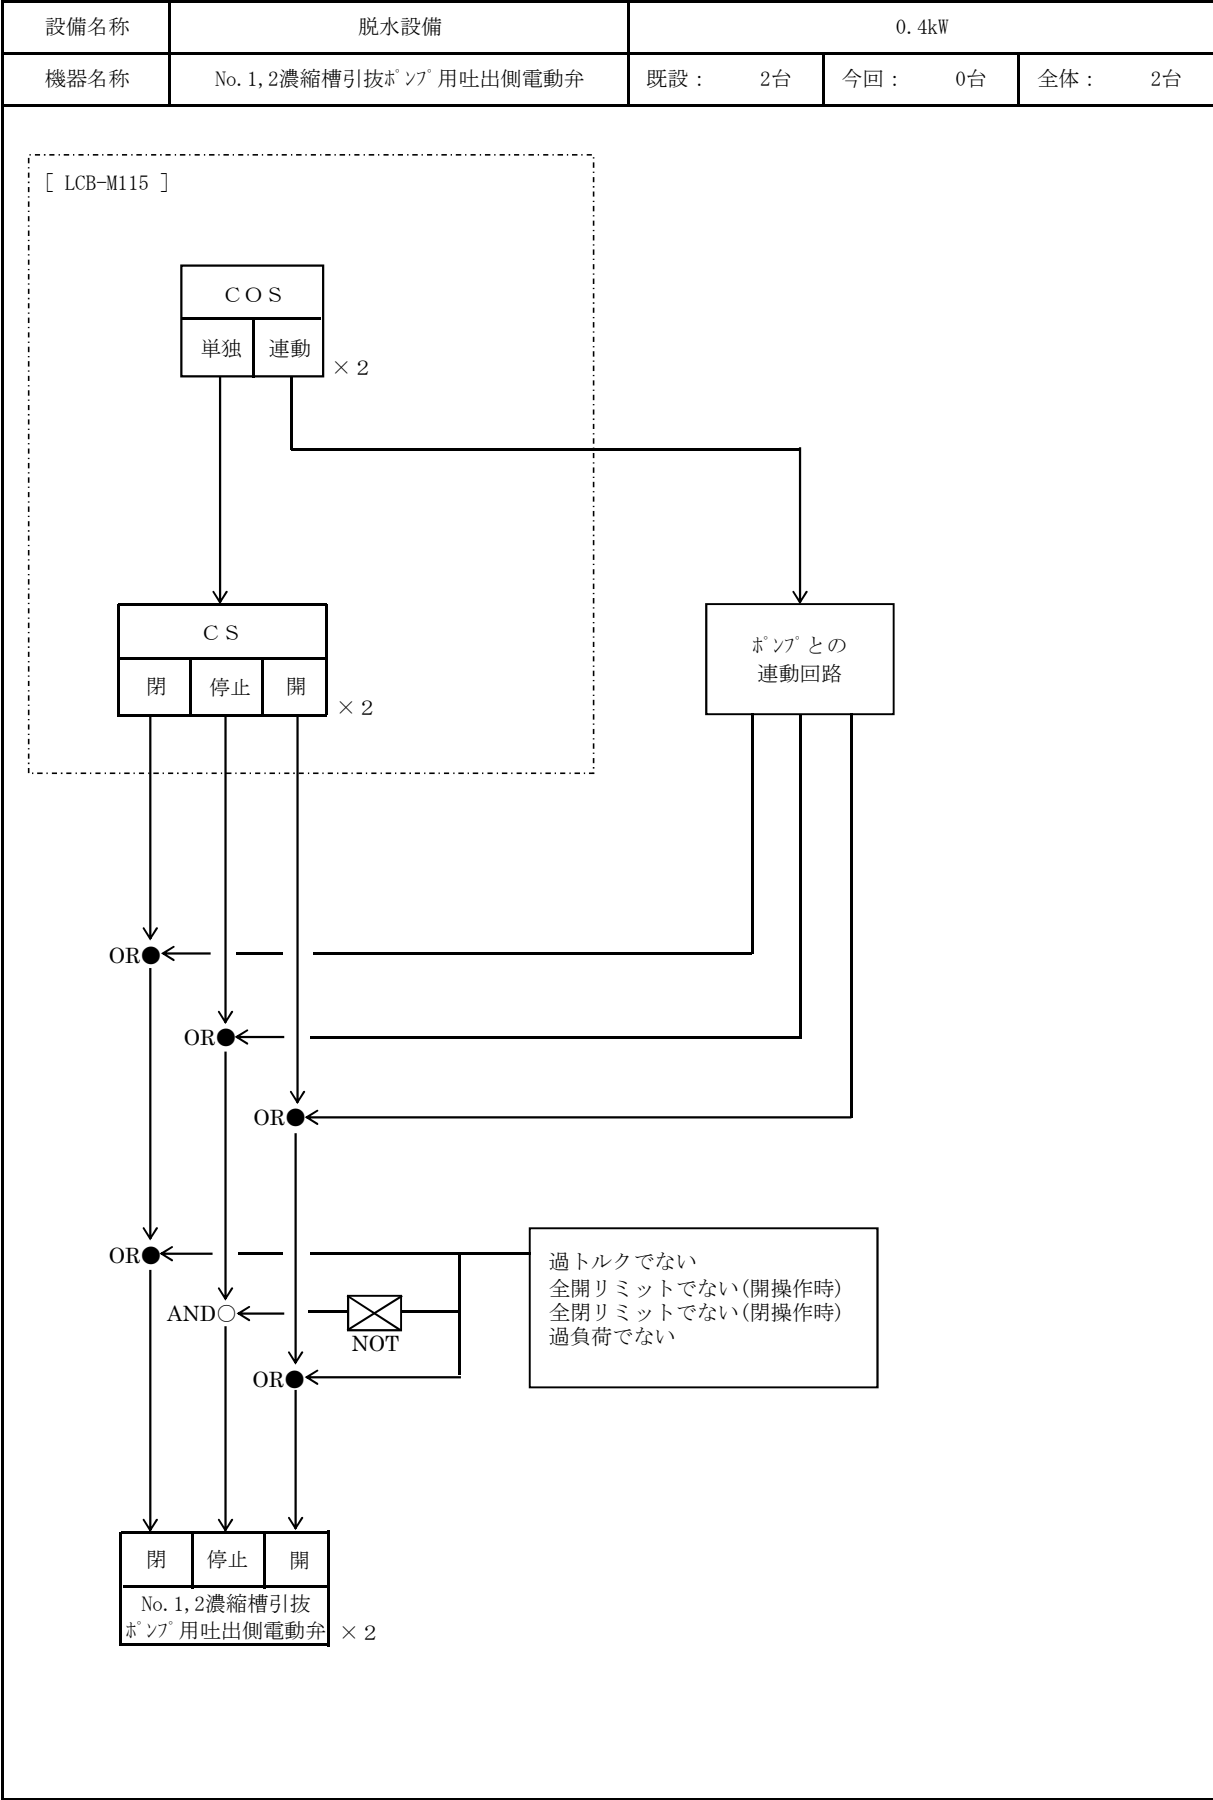 設備名称 脱水設備 0.4kW
機器名称 No.1,2濃縮槽引抜ﾎﾟﾝﾌﾟ用吐出側電動弁 既設： 2台 今回： 0台 全体： 2台
[ LCB-M115 ]
ＣＯＳ
単独 連動
×２
ＣＳ
閉 停止 開
×２
ﾎﾟﾝﾌﾟとの
連動回路
OR
OR
OR
OR
過トルクでない
全開リミットでない(開操作時)
全閉リミットでない(閉操作時)
過負荷でない
AND
NOT
OR
閉 停止 開
No.1,2濃縮槽引抜
ﾎﾟﾝﾌﾟ用吐出側電動弁
×２